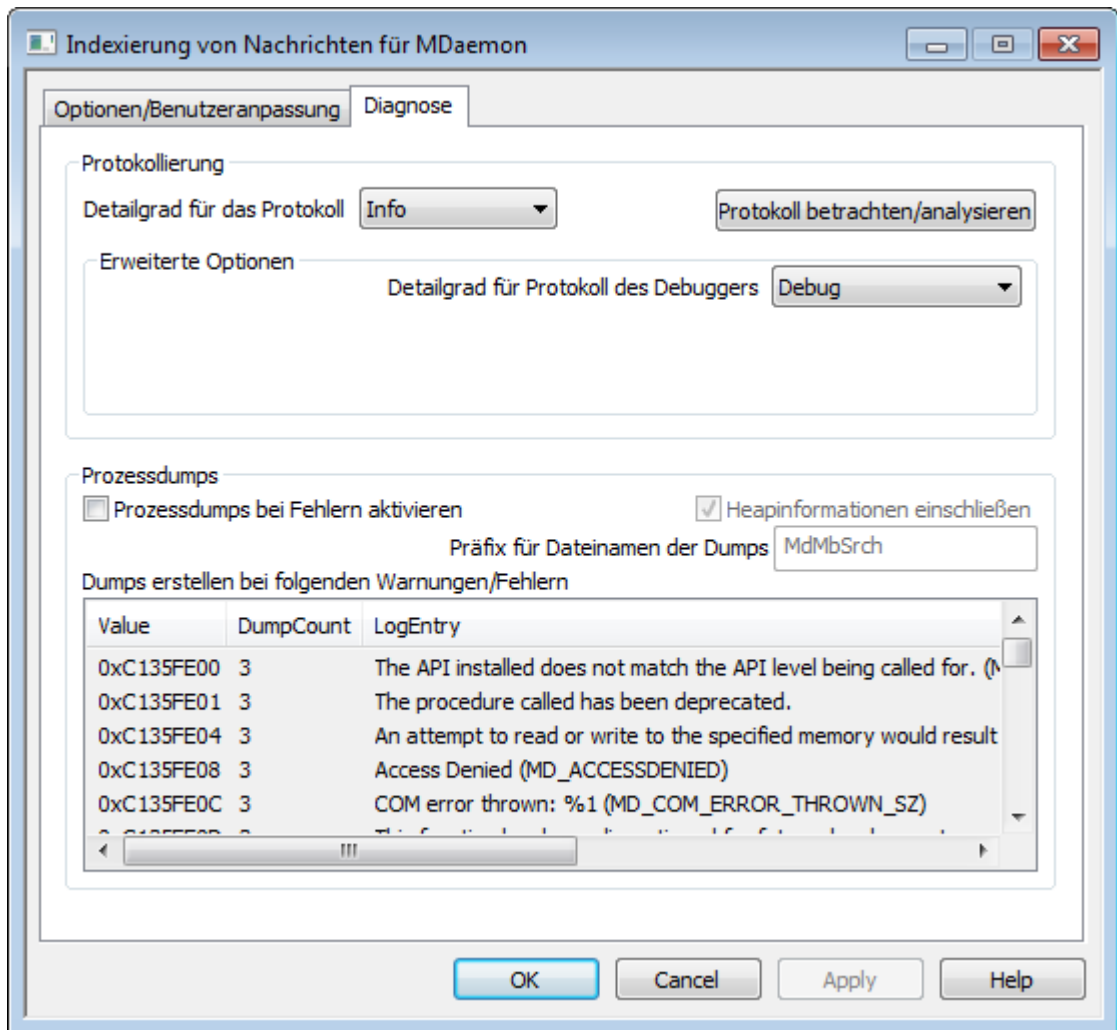 Indexierung von Nachrichten für MDaemon
Optionen/Benutzeranpassung
Diagnose
Protokollierung
Detailgrad für das Protokoll Info Protokoll betrachten/analysieren
Erweiterte Optionen
Detailgrad für Protokoll des Debuggers Debug
Prozessdumps
Prozessdumps bei Fehlern aktivieren Heapinformationen einschließen
Präfix für Dateinamen der Dumps MdMbSrch
Dumps erstellen bei folgenden Warnungen/Fehlern
Value DumpCount LogEntry
0xC135FE00 3 The API installed does not match the API level being called for. (M
0xC135FE01 3 The procedure called has been deprecated.
0xC135FE04 3 An attempt to read or write to the specified memory would result
0xC135FE08 3 Access Denied (MD_ACCESSDENIED)
0xC135FE0C 3 COM error thrown: %1 (MD_COM_ERROR_THROWN_SZ)
OK Cancel Apply Help